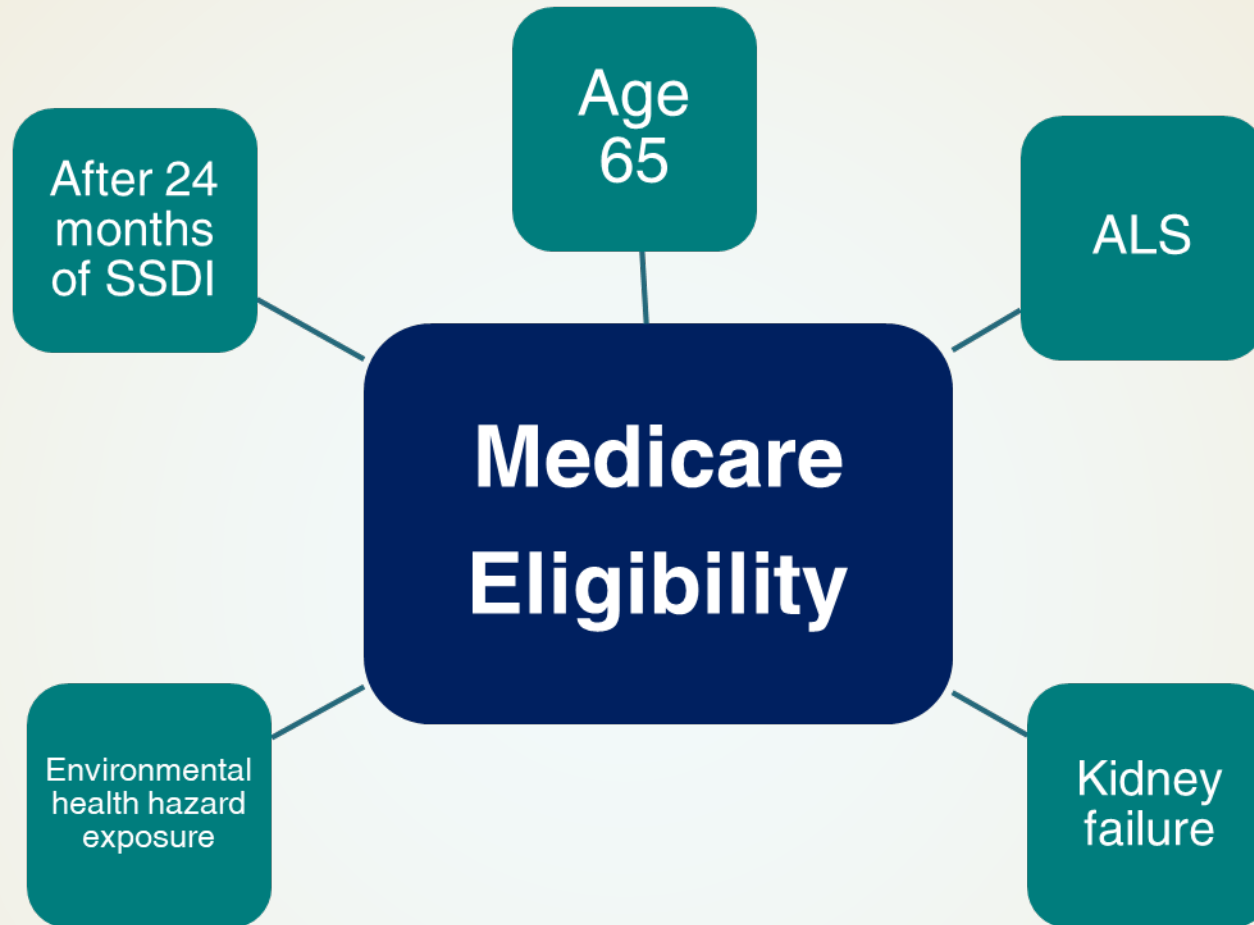 Age
65
After 24
months
of SSDI
ALS
Medicare
Eligibility
Environmental
health hazard
exposure
Kidney
failure